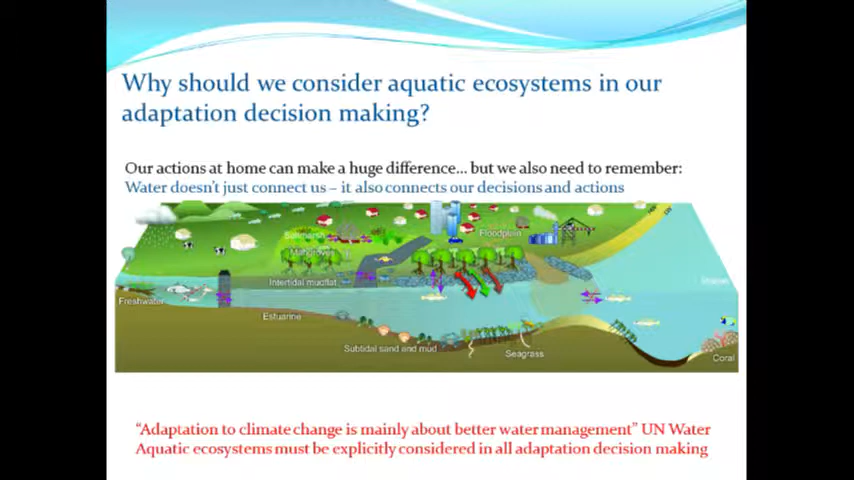 Why should we consider aquatic ecosystems in our
adaptation decision making?
Our actions at home can make a huge difference... but we also need to remember:
Water doesn't just connect us – it also connects our decisions and actions
Saltmarsh
Floodplain
Mangroves
Intertidal mudflat
Freshwater
Estuarine
Subtidal sand and mud
Seagrass
Coral
"Adaptation to climate change is mainly about better water management" UN Water
Aquatic ecosystems must be explicitly considered in all adaptation decision making